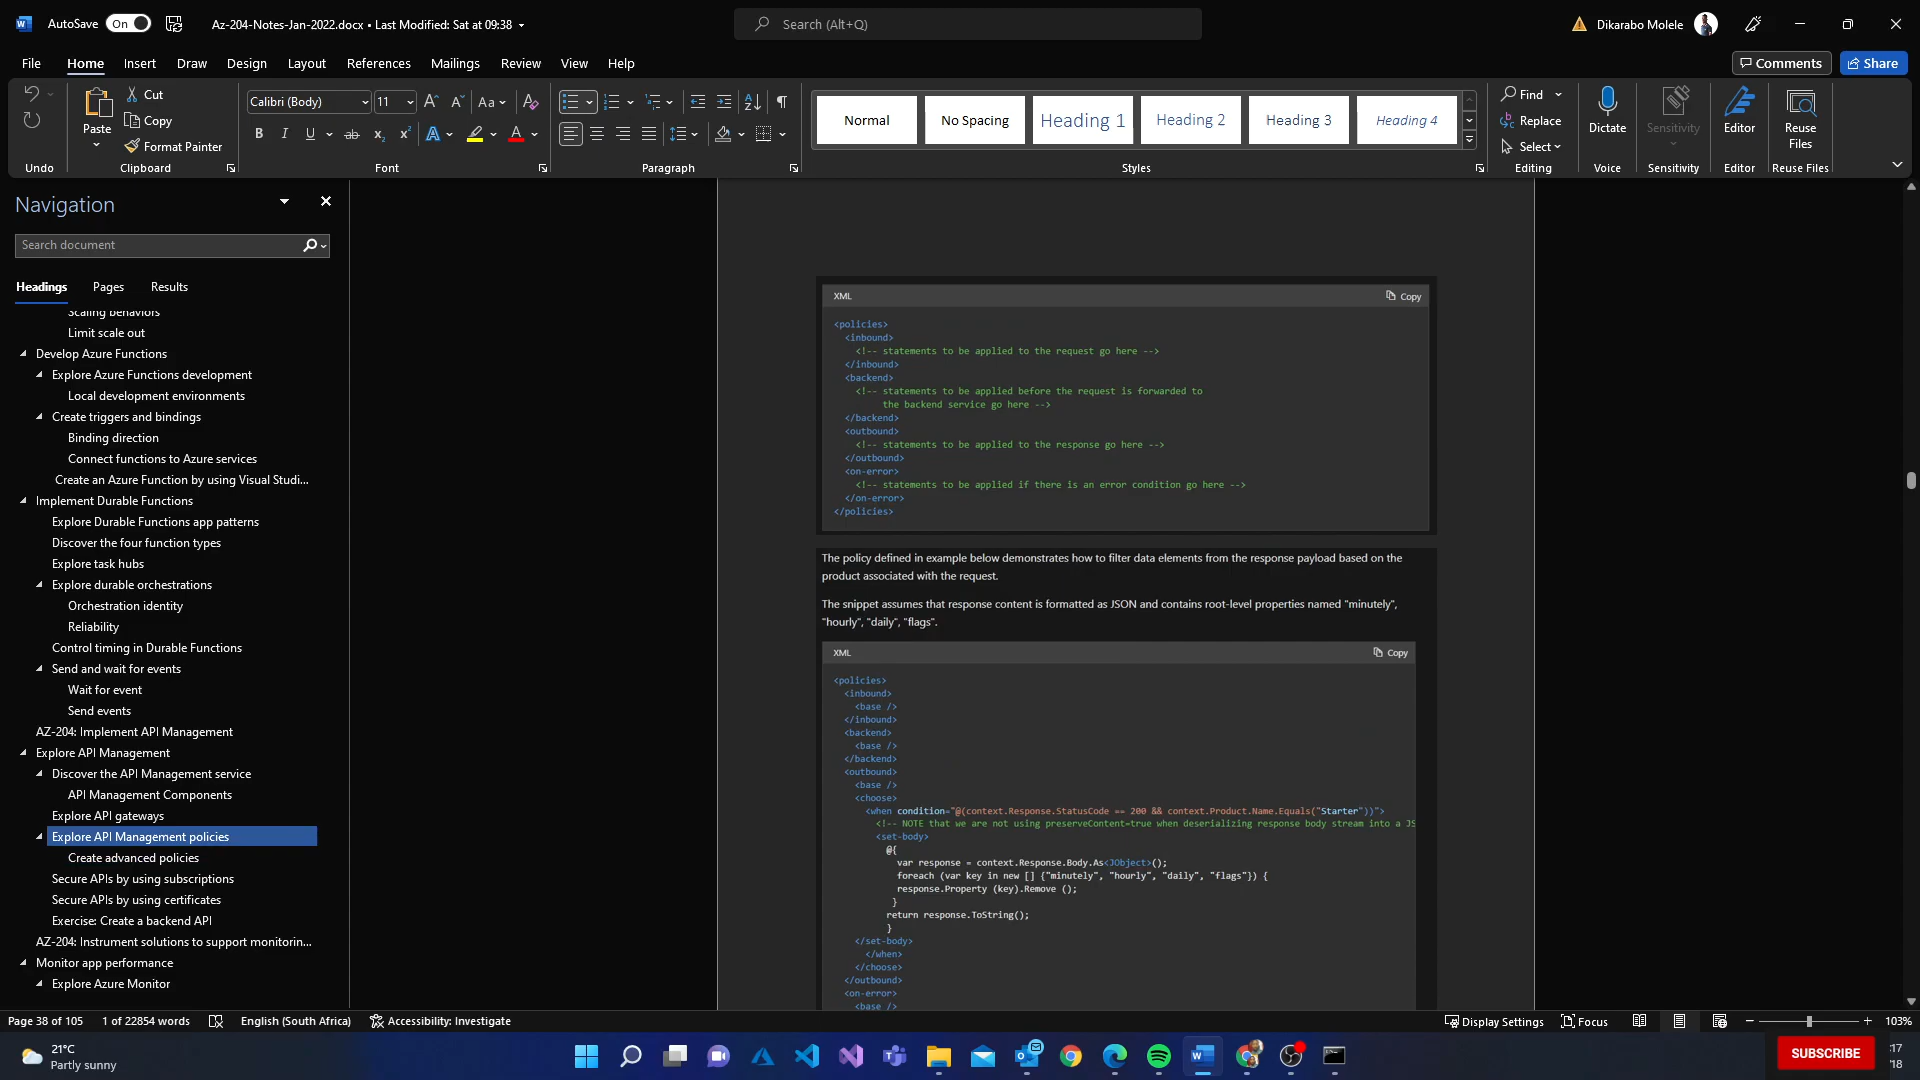 AutoSave On Az-204-Notes-Jan-2022.docx • Last Modified: Sat at 09:38 Search (Alt+Q) Dikarabo Molele
File Home Insert Draw Design Layout References Mailings Review View Help Comments Share
Paste Cut Copy Format Painter
Calibri (Body) 11
Normal No Spacing Heading 1 Heading 2 Heading 3 Heading 4
Find Replace Select
Dictate Sensitivity Editor Reuse Files
Undo Clipboard Font Paragraph Styles Editing Voice Sensitivity Editor Reuse Files
Navigation
Search document
Headings Pages Results
Scaling behaviors
Limit scale out
Develop Azure Functions
Explore Azure Functions development
Local development environments
Create triggers and bindings
Binding direction
Connect functions to Azure services
Create an Azure Function by using Visual Studi...
Implement Durable Functions
Explore Durable Functions app patterns
Discover the four function types
Explore task hubs
Explore durable orchestrations
Orchestration identity
Reliability
Control timing in Durable Functions
Send and wait for events
Wait for event
Send events
AZ-204: Implement API Management
Explore API Management
Discover the API Management service
API Management Components
Explore API gateways
Explore API Management policies
Create advanced policies
Secure APIs by using subscriptions
Secure APIs by using certificates
Exercise: Create a backend API
AZ-204: Instrument solutions to support monitorin...
Monitor app performance
Explore Azure Monitor
XML Copy
<policies>
<inbound>
<!-- statements to be applied to the request go here -->
</inbound>
<backend>
<!-- statements to be applied before the request is forwarded to
the backend service go here -->
</backend>
<outbound>
<!-- statements to be applied to the response go here -->
</outbound>
<on-error>
<!-- statements to be applied if there is an error condition go here -->
</on-error>
</policies>
The policy defined in example below demonstrates how to filter data elements from the response payload based on the
product associated with the request.
The snippet assumes that response content is formatted as JSON and contains root-level properties named "minutely",
"hourly", "daily", "flags".
XML Copy
<policies>
<inbound>
<base />
</inbound>
<backend>
<base />
</backend>
<outbound>
<base />
<choose>
<when condition="@(context.Response.StatusCode == 200 && context.Product.Name.Equals("Starter"))">
<!-- NOTE that we are not using preserveContent=true when deserializing response body stream into a JS
<set-body>
@{
var response = context.Response.Body.As<JObject>();
foreach (var key in new [] {"minutely", "hourly", "daily", "flags"}) {
response.Property (key).Remove ();
}
return response.ToString();
}
</set-body>
</when>
</choose>
</outbound>
<on-error>
<base />
Page 38 of 105 1 of 22854 words English (South Africa) Accessibility: Investigate Display Settings Focus 103%
21°C
Partly sunny
SUBSCRIBE
:17
'18